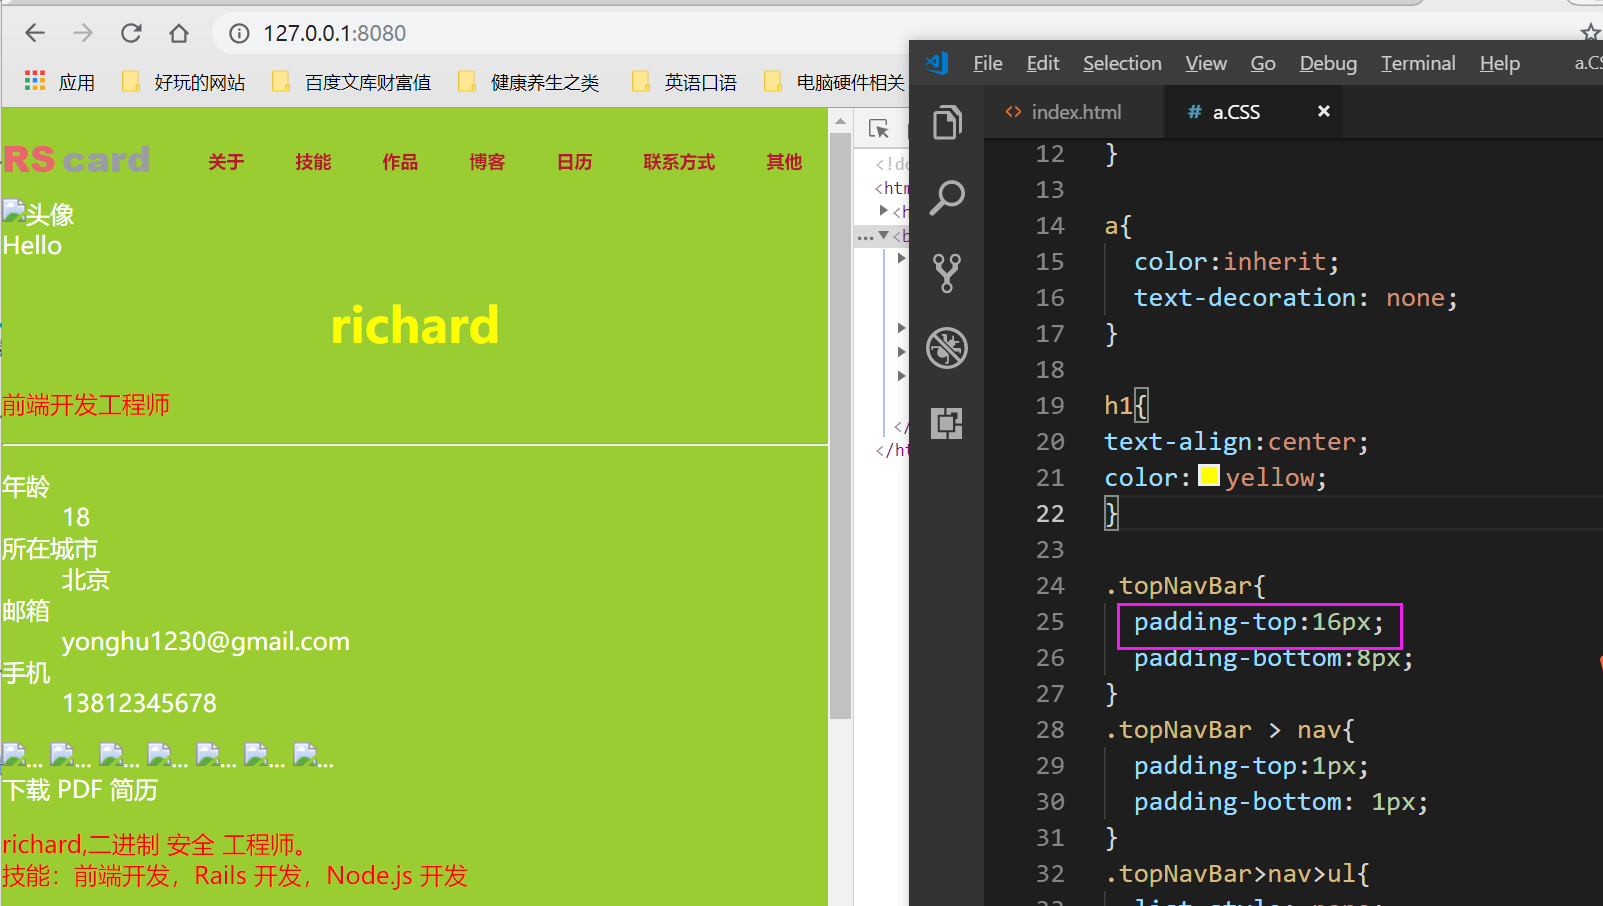 127.0.0.1:8080
应用 好玩的网站 百度文库财富值 健康养生之类 英语口语 电脑硬件相关
RS card 关于 技能 作品 博客 日历 联系方式 其他
头像
Hello
richard
前端开发工程师
年龄
18
所在城市
北京
邮箱
yonghu1230@gmail.com
手机
13812345678
... ... ... ... ... ... ...
下载 PDF 简历
richard,二进制 安全 工程师。
技能：前端开发，Rails 开发，Node.js 开发
<!do
<htm
<h
... <b
</
</ht
File Edit Selection View Go Debug Terminal Help a.CS
<> index.html # a.CSS ×
12 }
13
14 a{
15 color:inherit;
16 text-decoration: none;
17 }
18
19 h1{
20 text-align:center;
21 color:yellow;
22 }
23
24 .topNavBar{
25 padding-top:16px;
26 padding-bottom:8px;
27 }
28 .topNavBar > nav{
29 padding-top:1px;
30 padding-bottom: 1px;
31 }
32 .topNavBar>nav>ul{